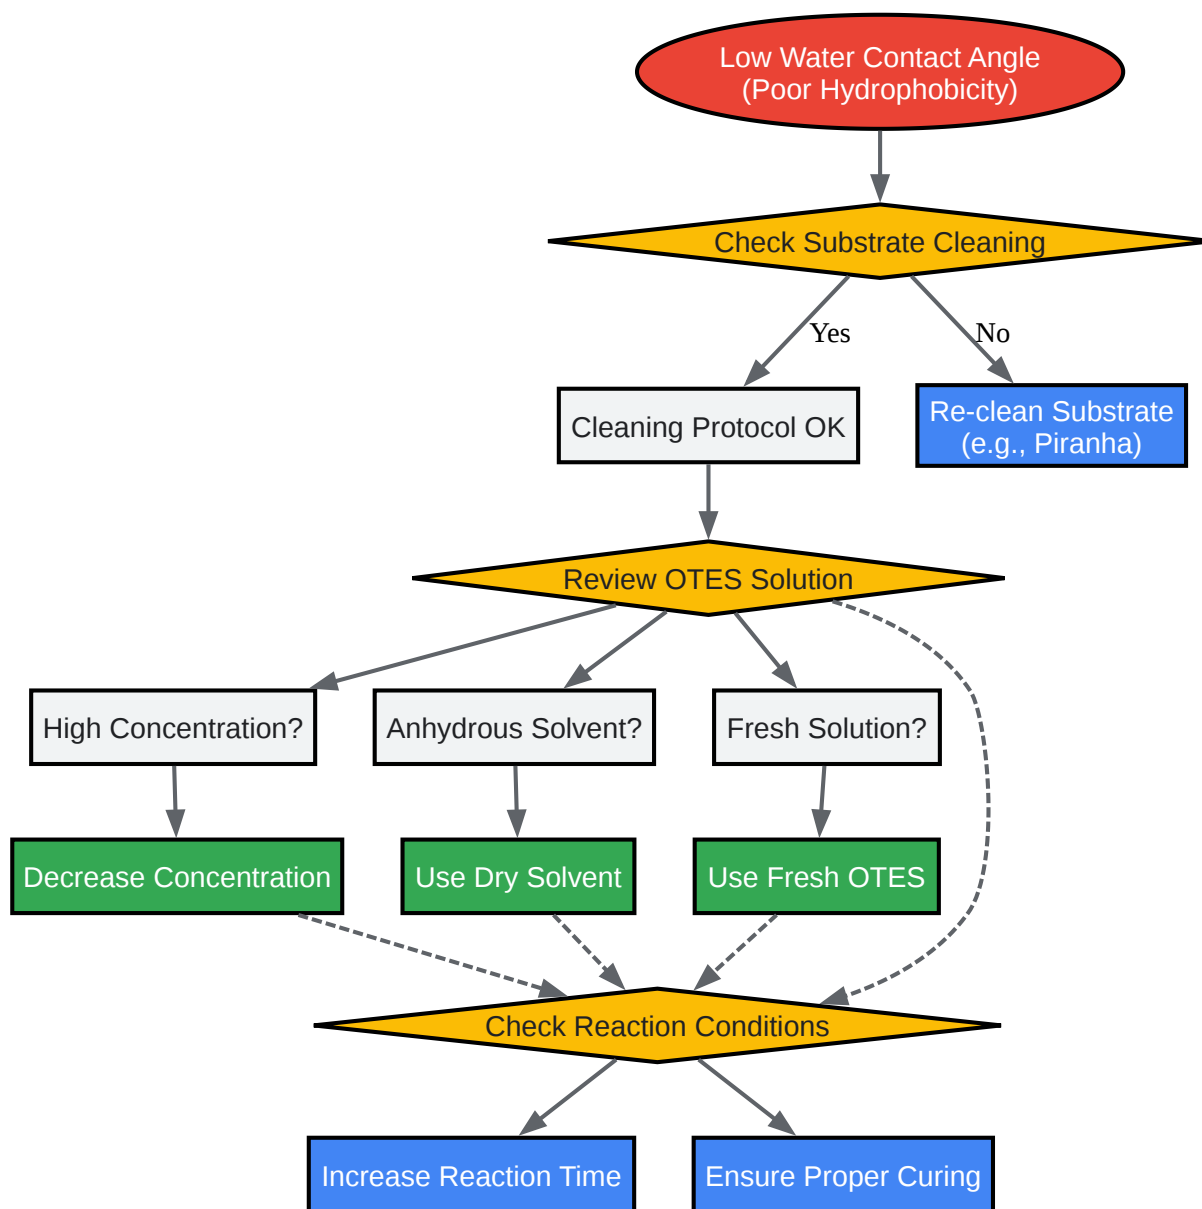 Low Water Contact Angle
(Poor Hydrophobicity)
Check Substrate Cleaning
Yes
No
Cleaning Protocol OK
Re-clean Substrate
(e.g., Piranha)
Review OTES Solution
High Concentration?
Anhydrous Solvent?
Fresh Solution?
Decrease Concentration
Use Dry Solvent
Use Fresh OTES
Check Reaction Conditions
Increase Reaction Time
Ensure Proper Curing